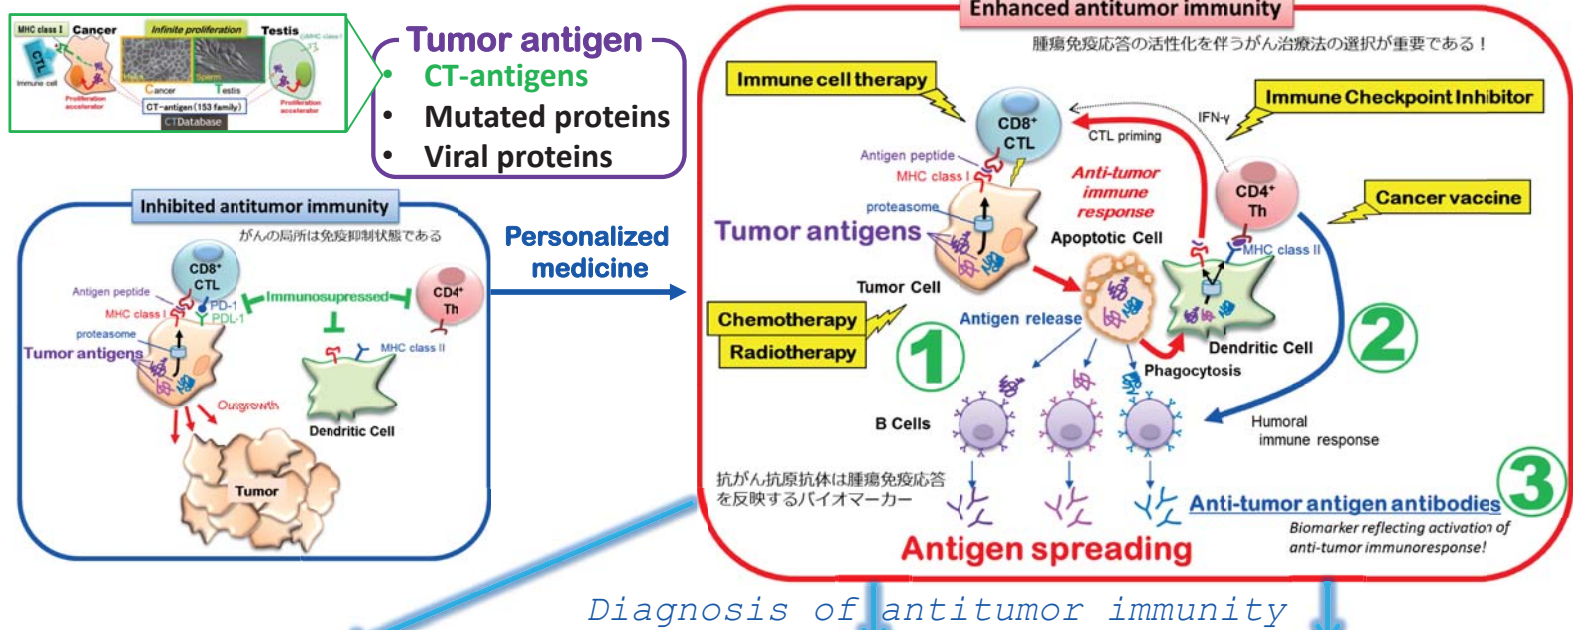 MHC class I
Cancer
Infinite proliferation
Testis
MHC class I
CTL
Immune cell
HeLa
Sperm
Cancer
Testis
Proliferation
accelerator
CT-antigen(153 family)
Proliferation
accelerator
CTDatabase
Tumor antigen
• CT-antigens
• Mutated proteins
• Viral proteins
Inhibited antitumor immunity
がんの局所は免疫抑制状態である
CD8+
CTL
CD4+
Th
Antigen peptide
PD-1
Immunosupressed
MHC class I
PDL-1
proteasome
MHC class II
Tumor antigens
Outgrowth
Dendritic Cell
Tumor
Personalized
medicine
Enhanced antitumor immunity
腫瘍免疫応答の活性化を伴うがん治療法の選択が重要である！
Immune cell therapy
Immune Checkpoint Inhibitor
CD8+
CTL
IFN-γ
CTL priming
Antigen peptide
MHC class I
Anti-tumor
immune
response
CD4+
Th
Cancer vaccine
proteasome
Tumor antigens
Apoptotic Cell
MHC class II
Tumor Cell
Chemotherapy
Radiotherapy
Antigen release
1
2
Dendritic Cell
Phagocytosis
B Cells
Humoral
immune response
抗がん抗原抗体は腫瘍免疫応答
を反映するバイオマーカー
3
Anti-tumor antigen antibodies
Biomarker reflecting activation of
anti-tumor immunoresponse!
Antigen spreading
Diagnosis of antitumor immunity